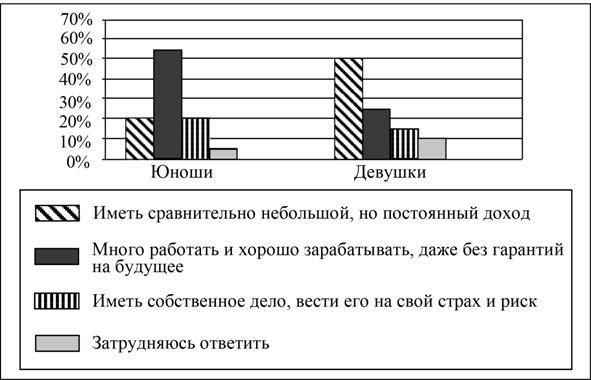 70%
60%
50%
40%
30%
20%
10%
0%
Юноши Девушки
Иметь сравнительно небольшой, но постоянный доход
Много работать и хорошо зарабатывать, даже без гарантий
на будущее
Иметь собственное дело, вести его на свой страх и риск
Затрудняюсь ответить